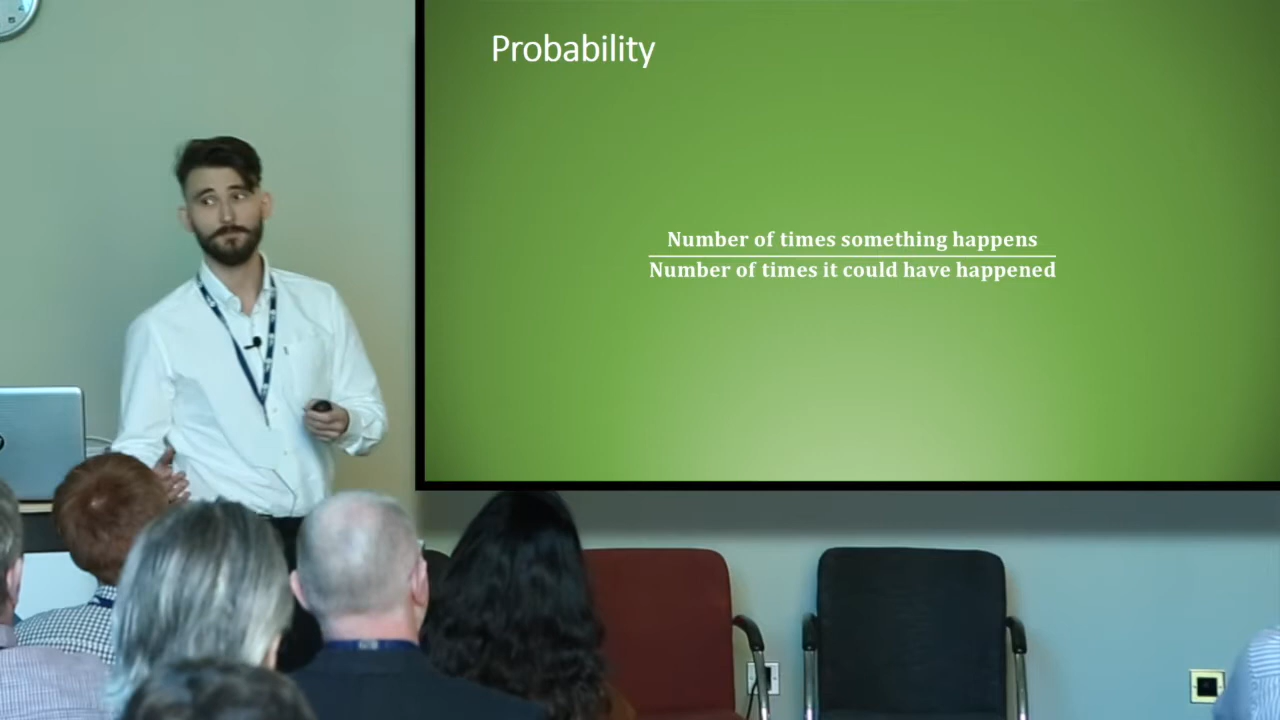 Probability
Number of times something happens
Number of times it could have happened